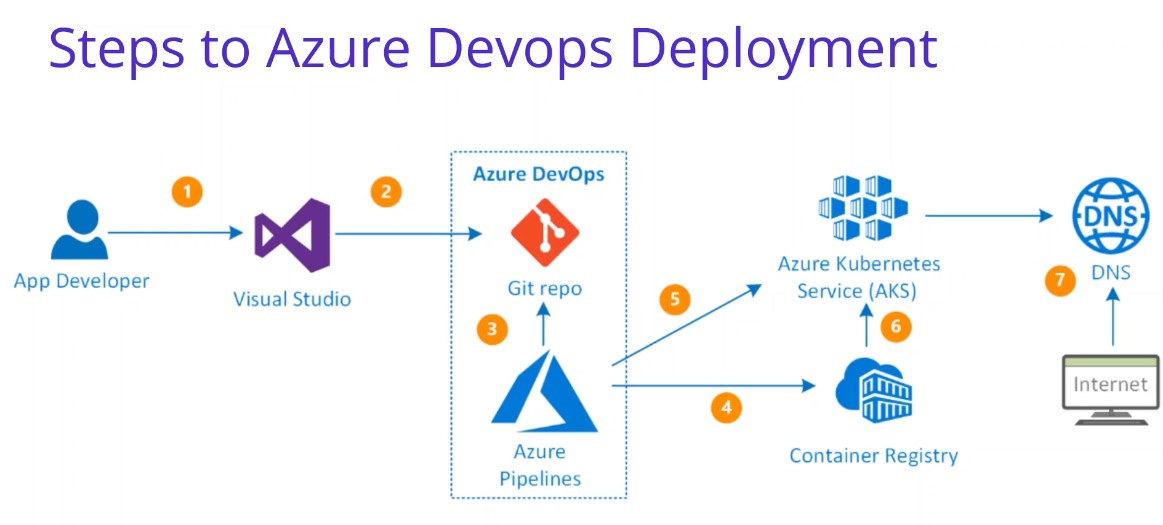 Steps to Azure Devops Deployment
1
2
Azure DevOps
App Developer
Visual Studio
Git repo
3
Azure
Pipelines
5
4
Azure Kubernetes
Service (AKS)
6
Container Registry
DNS
DNS
7
Internet